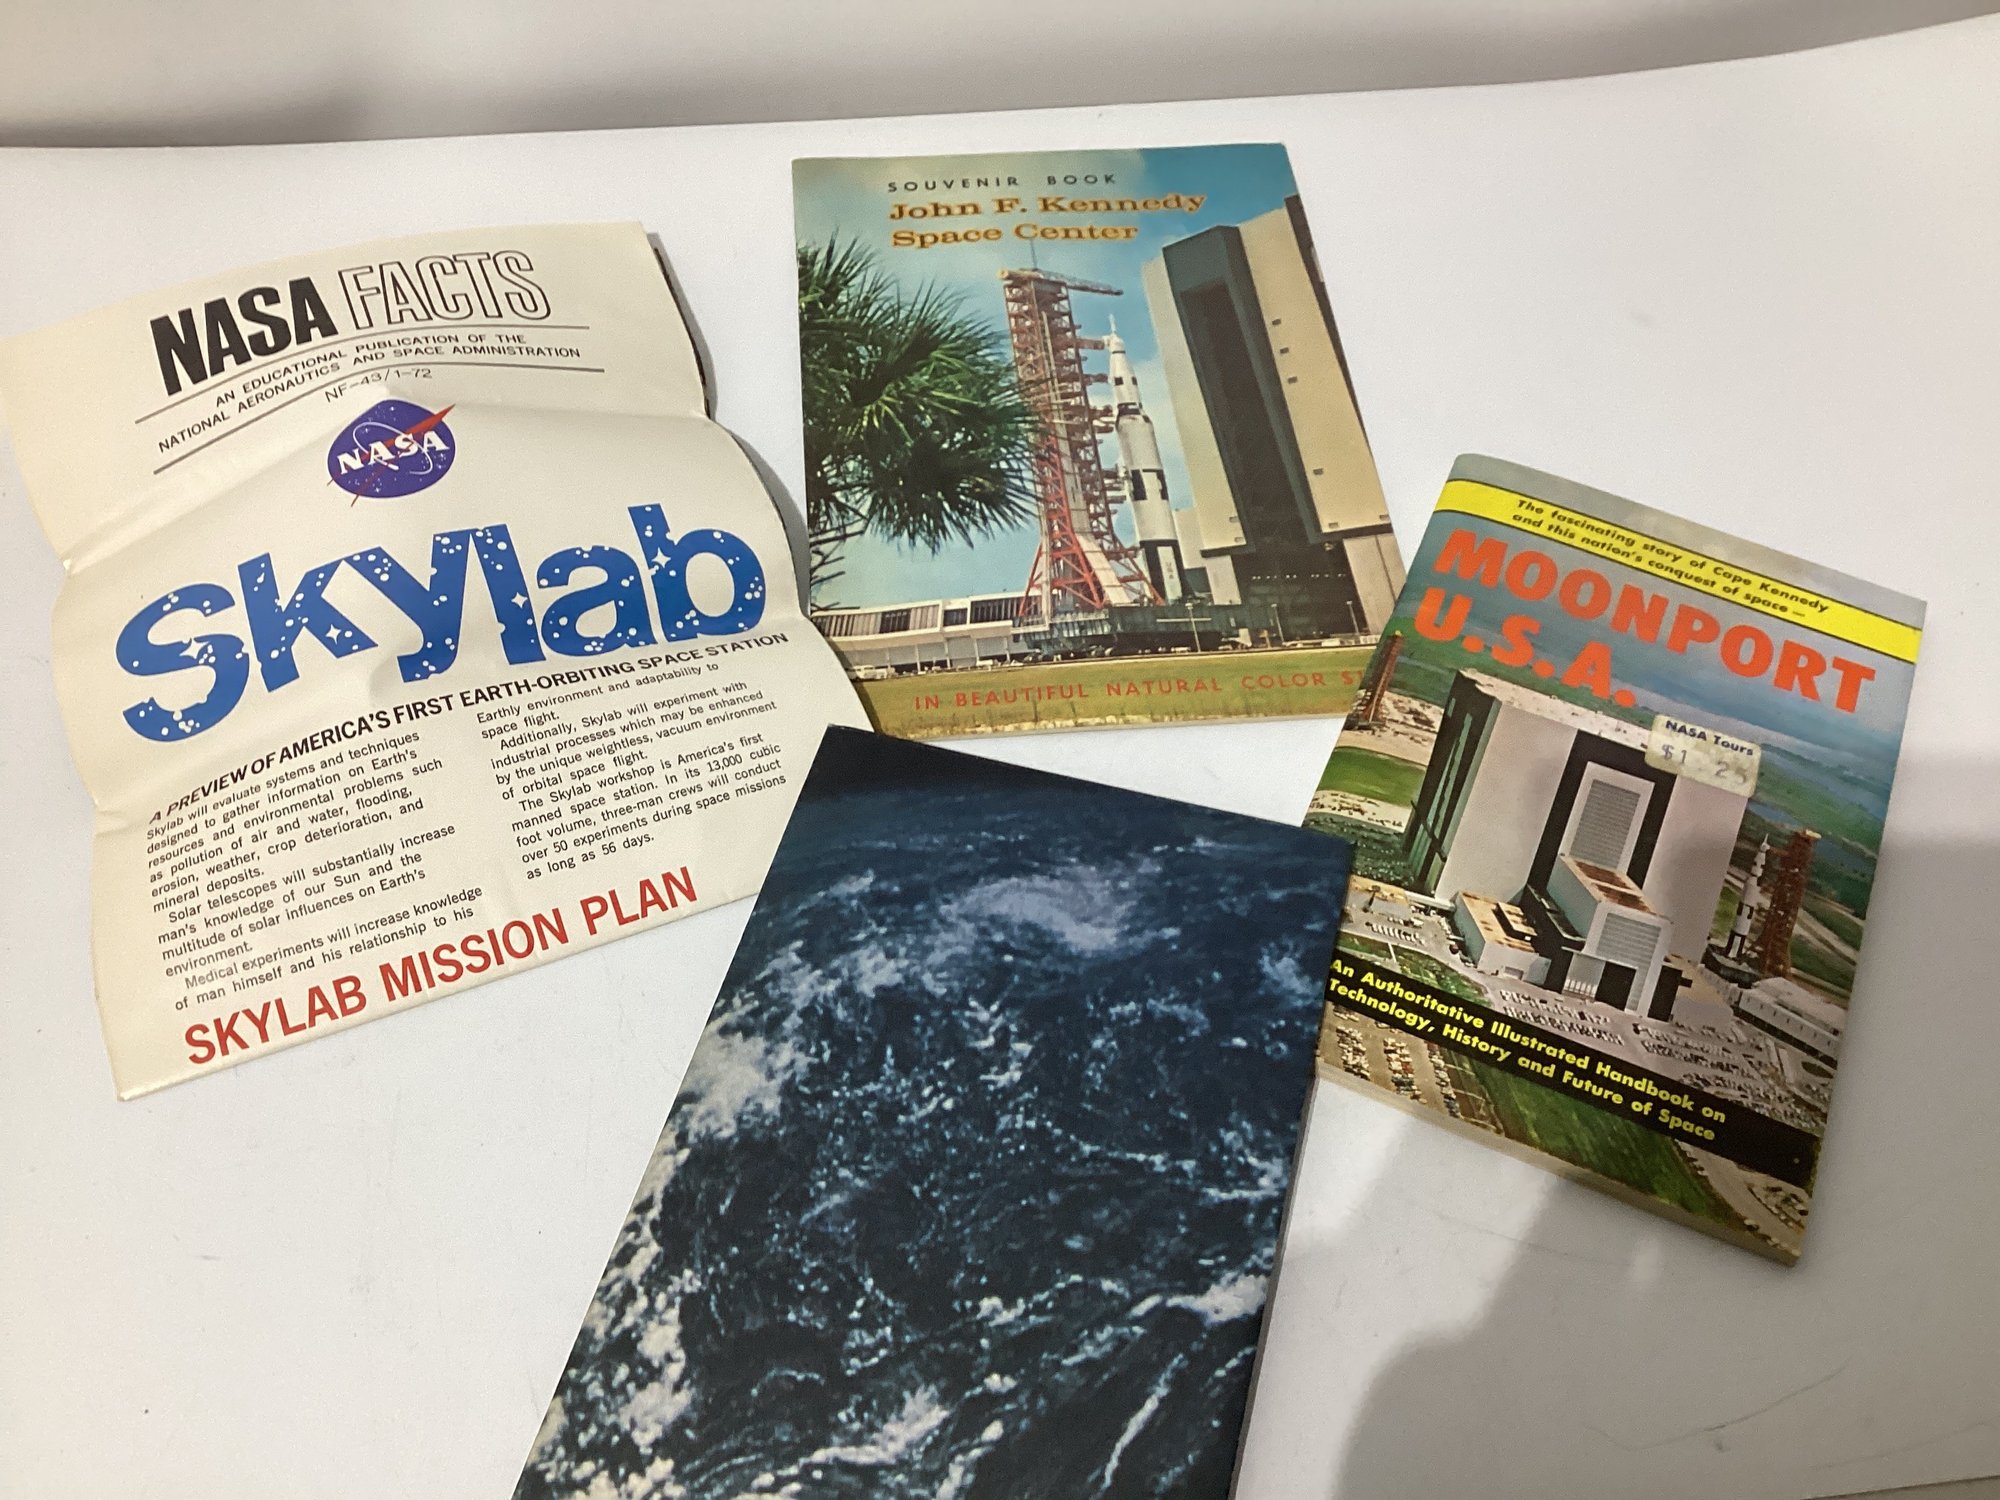 NASA FACTS
AN EDUCATIONAL PUBLICATION OF THE
NATIONAL AERONAUTICS AND SPACE ADMINISTRATION
NF-43/1-72
NASA
Skylab
A PREVIEW OF AMERICA'S FIRST EARTH-ORBITING SPACE STATION
Skylab will evaluate systems and techniques
designed to gather information on Earth's
resources and environmental problems such
as pollution of air and water, flooding,
erosion, weather, crop deterioration, and
mineral deposits.
Solar telescopes will substantially increase
man's knowledge of our Sun and the
multitude of solar influences on Earth's
environment.
Medical experiments will increase knowledge
of man himself and his relationship to his
Earthly environment and adaptability to
space flight.
Additionally, Skylab will experiment with
industrial processes which may be enhanced
by the unique weightless, vacuum environment
of orbital space flight.
The Skylab workshop is America's first
manned space station. In its 13,000 cubic
foot volume, three-man crews will conduct
over 50 experiments during space missions
as long as 56 days.
SKYLAB MISSION PLAN
SOUVENIR BOOK
John F. Kennedy
Space Center
IN BEAUTIFUL NATURAL COLOR
The fascinating story of Cape Kennedy
and this nation's conquest of space —
MOONPORT
U.S.A.
NASA Tours
$1.25
An Authoritative Illustrated Handbook on
Technology, History and Future of Space